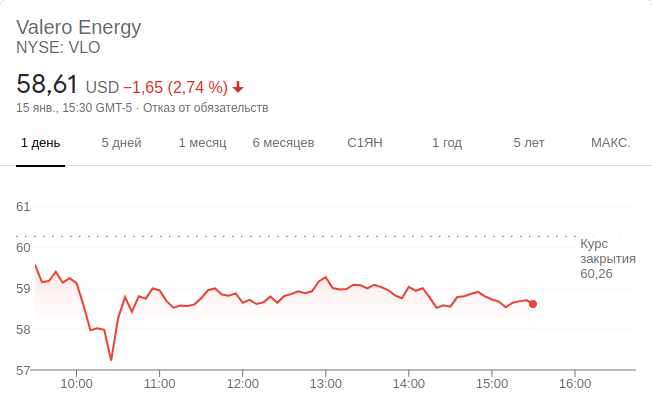 Valero Energy
NYSE: VLO
58,61 USD −1,65 (2,74 %)
15 янв., 15:30 GMT-5 · Отказ от обязательств
1 день 5 дней 1 месяц 6 месяцев С1ЯН 1 год 5 лет МАКС.
61
60
59
58
57
Курс
закрытия
60,26
10:00 11:00 12:00 13:00 14:00 15:00 16:00